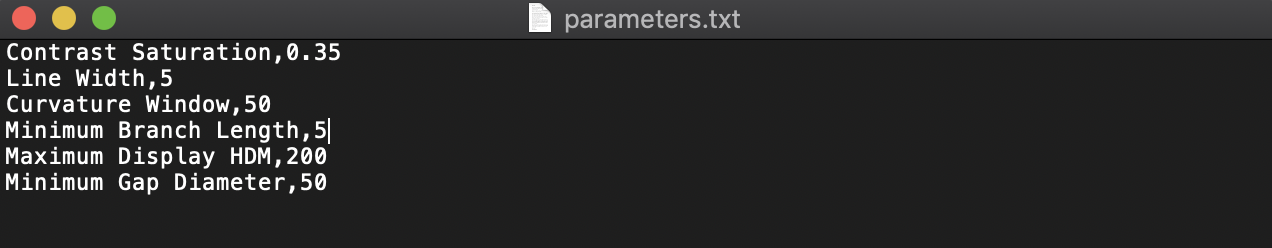 parameters.txt
Contrast Saturation,0.35
Line Width,5
Curvature Window,50
Minimum Branch Length,5
Maximum Display HDM,200
Minimum Gap Diameter,50